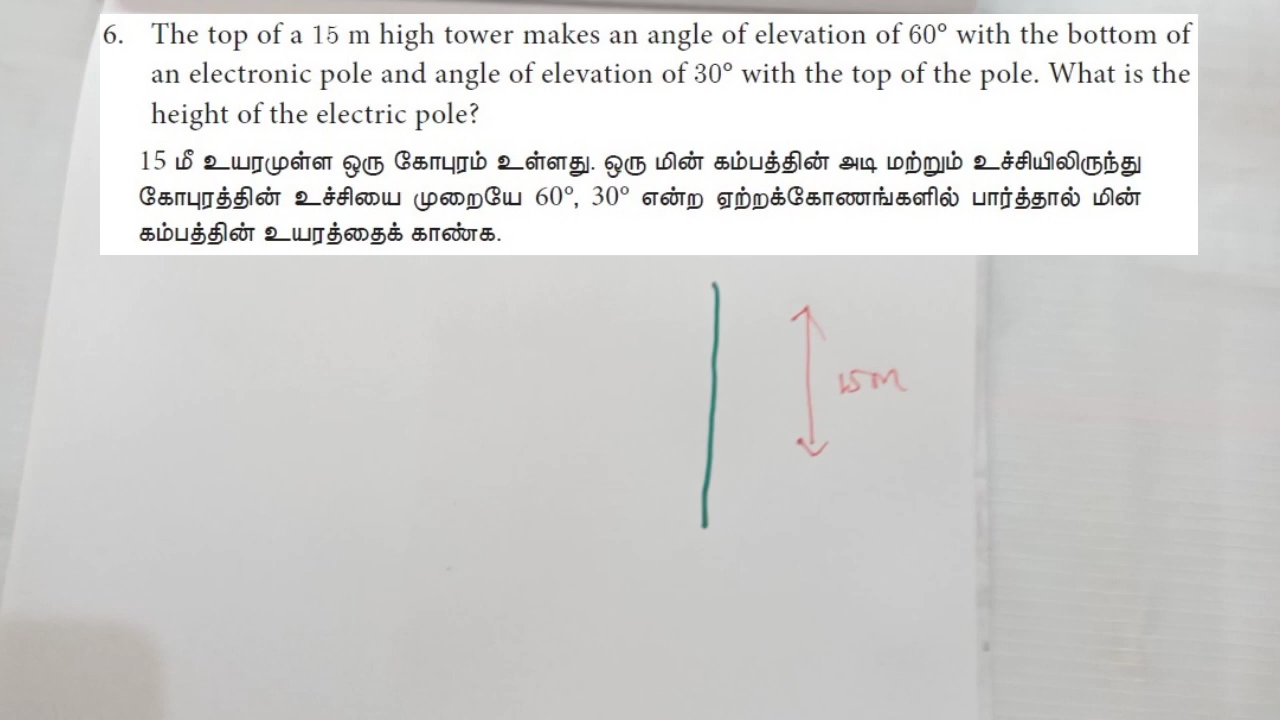 6. The top of a 15 m high tower makes an angle of elevation of 60° with the bottom of
an electronic pole and angle of elevation of 30° with the top of the pole. What is the
height of the electric pole?
15 மீ உயரமுள்ள ஒரு கோபுரம் உள்ளது. ஒரு மின் கம்பத்தின் அடி மற்றும் உச்சியிலிருந்து
கோபுரத்தின் உச்சியை முறையே 60°, 30° என்ற ஏற்றக்கோணங்களில் பார்த்தால் மின்
கம்பத்தின் உயரத்தைக் காண்க.
15m